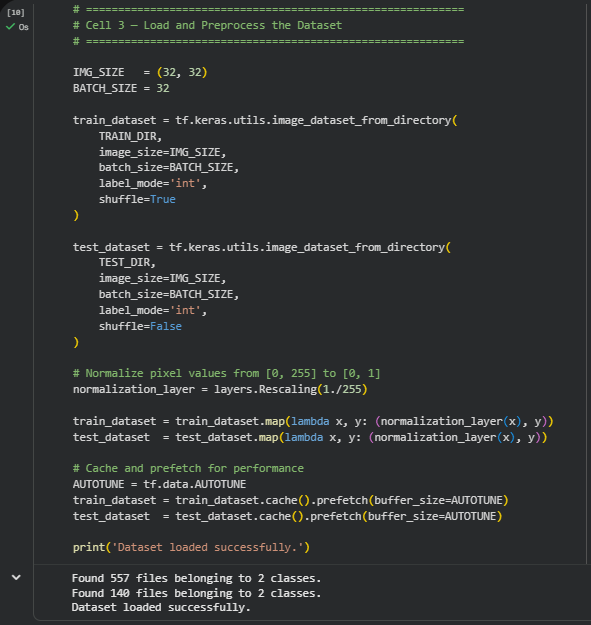 [10]
0s
# ===========================================================
# Cell 3 — Load and Preprocess the Dataset
# ===========================================================
IMG_SIZE   = (32, 32)
BATCH_SIZE = 32
train_dataset = tf.keras.utils.image_dataset_from_directory(
    TRAIN_DIR,
    image_size=IMG_SIZE,
    batch_size=BATCH_SIZE,
    label_mode='int',
    shuffle=True
)
test_dataset = tf.keras.utils.image_dataset_from_directory(
    TEST_DIR,
    image_size=IMG_SIZE,
    batch_size=BATCH_SIZE,
    label_mode='int',
    shuffle=False
)
# Normalize pixel values from [0, 255] to [0, 1]
normalization_layer = layers.Rescaling(1./255)
train_dataset = train_dataset.map(lambda x, y: (normalization_layer(x), y))
test_dataset  = test_dataset.map(lambda x, y: (normalization_layer(x), y))
# Cache and prefetch for performance
AUTOTUNE = tf.data.AUTOTUNE
train_dataset = train_dataset.cache().prefetch(buffer_size=AUTOTUNE)
test_dataset  = test_dataset.cache().prefetch(buffer_size=AUTOTUNE)
print('Dataset loaded successfully.')
Found 557 files belonging to 2 classes.
Found 140 files belonging to 2 classes.
Dataset loaded successfully.